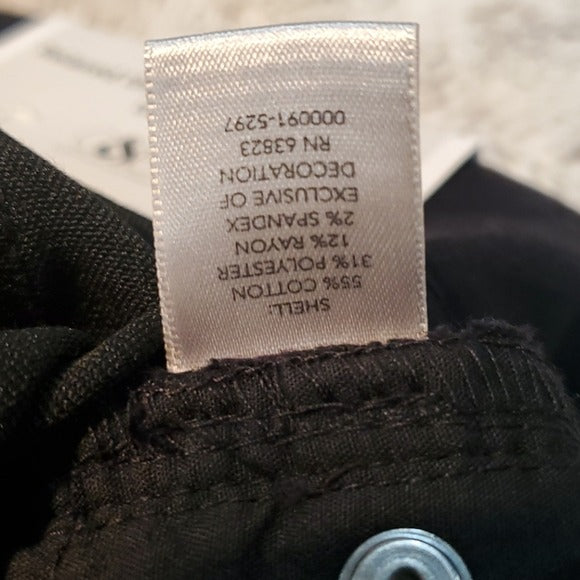 SHELL:
55% COTTON
31% POLYESTER
12% RAYON
2% SPANDEX
EXCLUSIVE OF
DECORATION
RN 63823
000091-5297